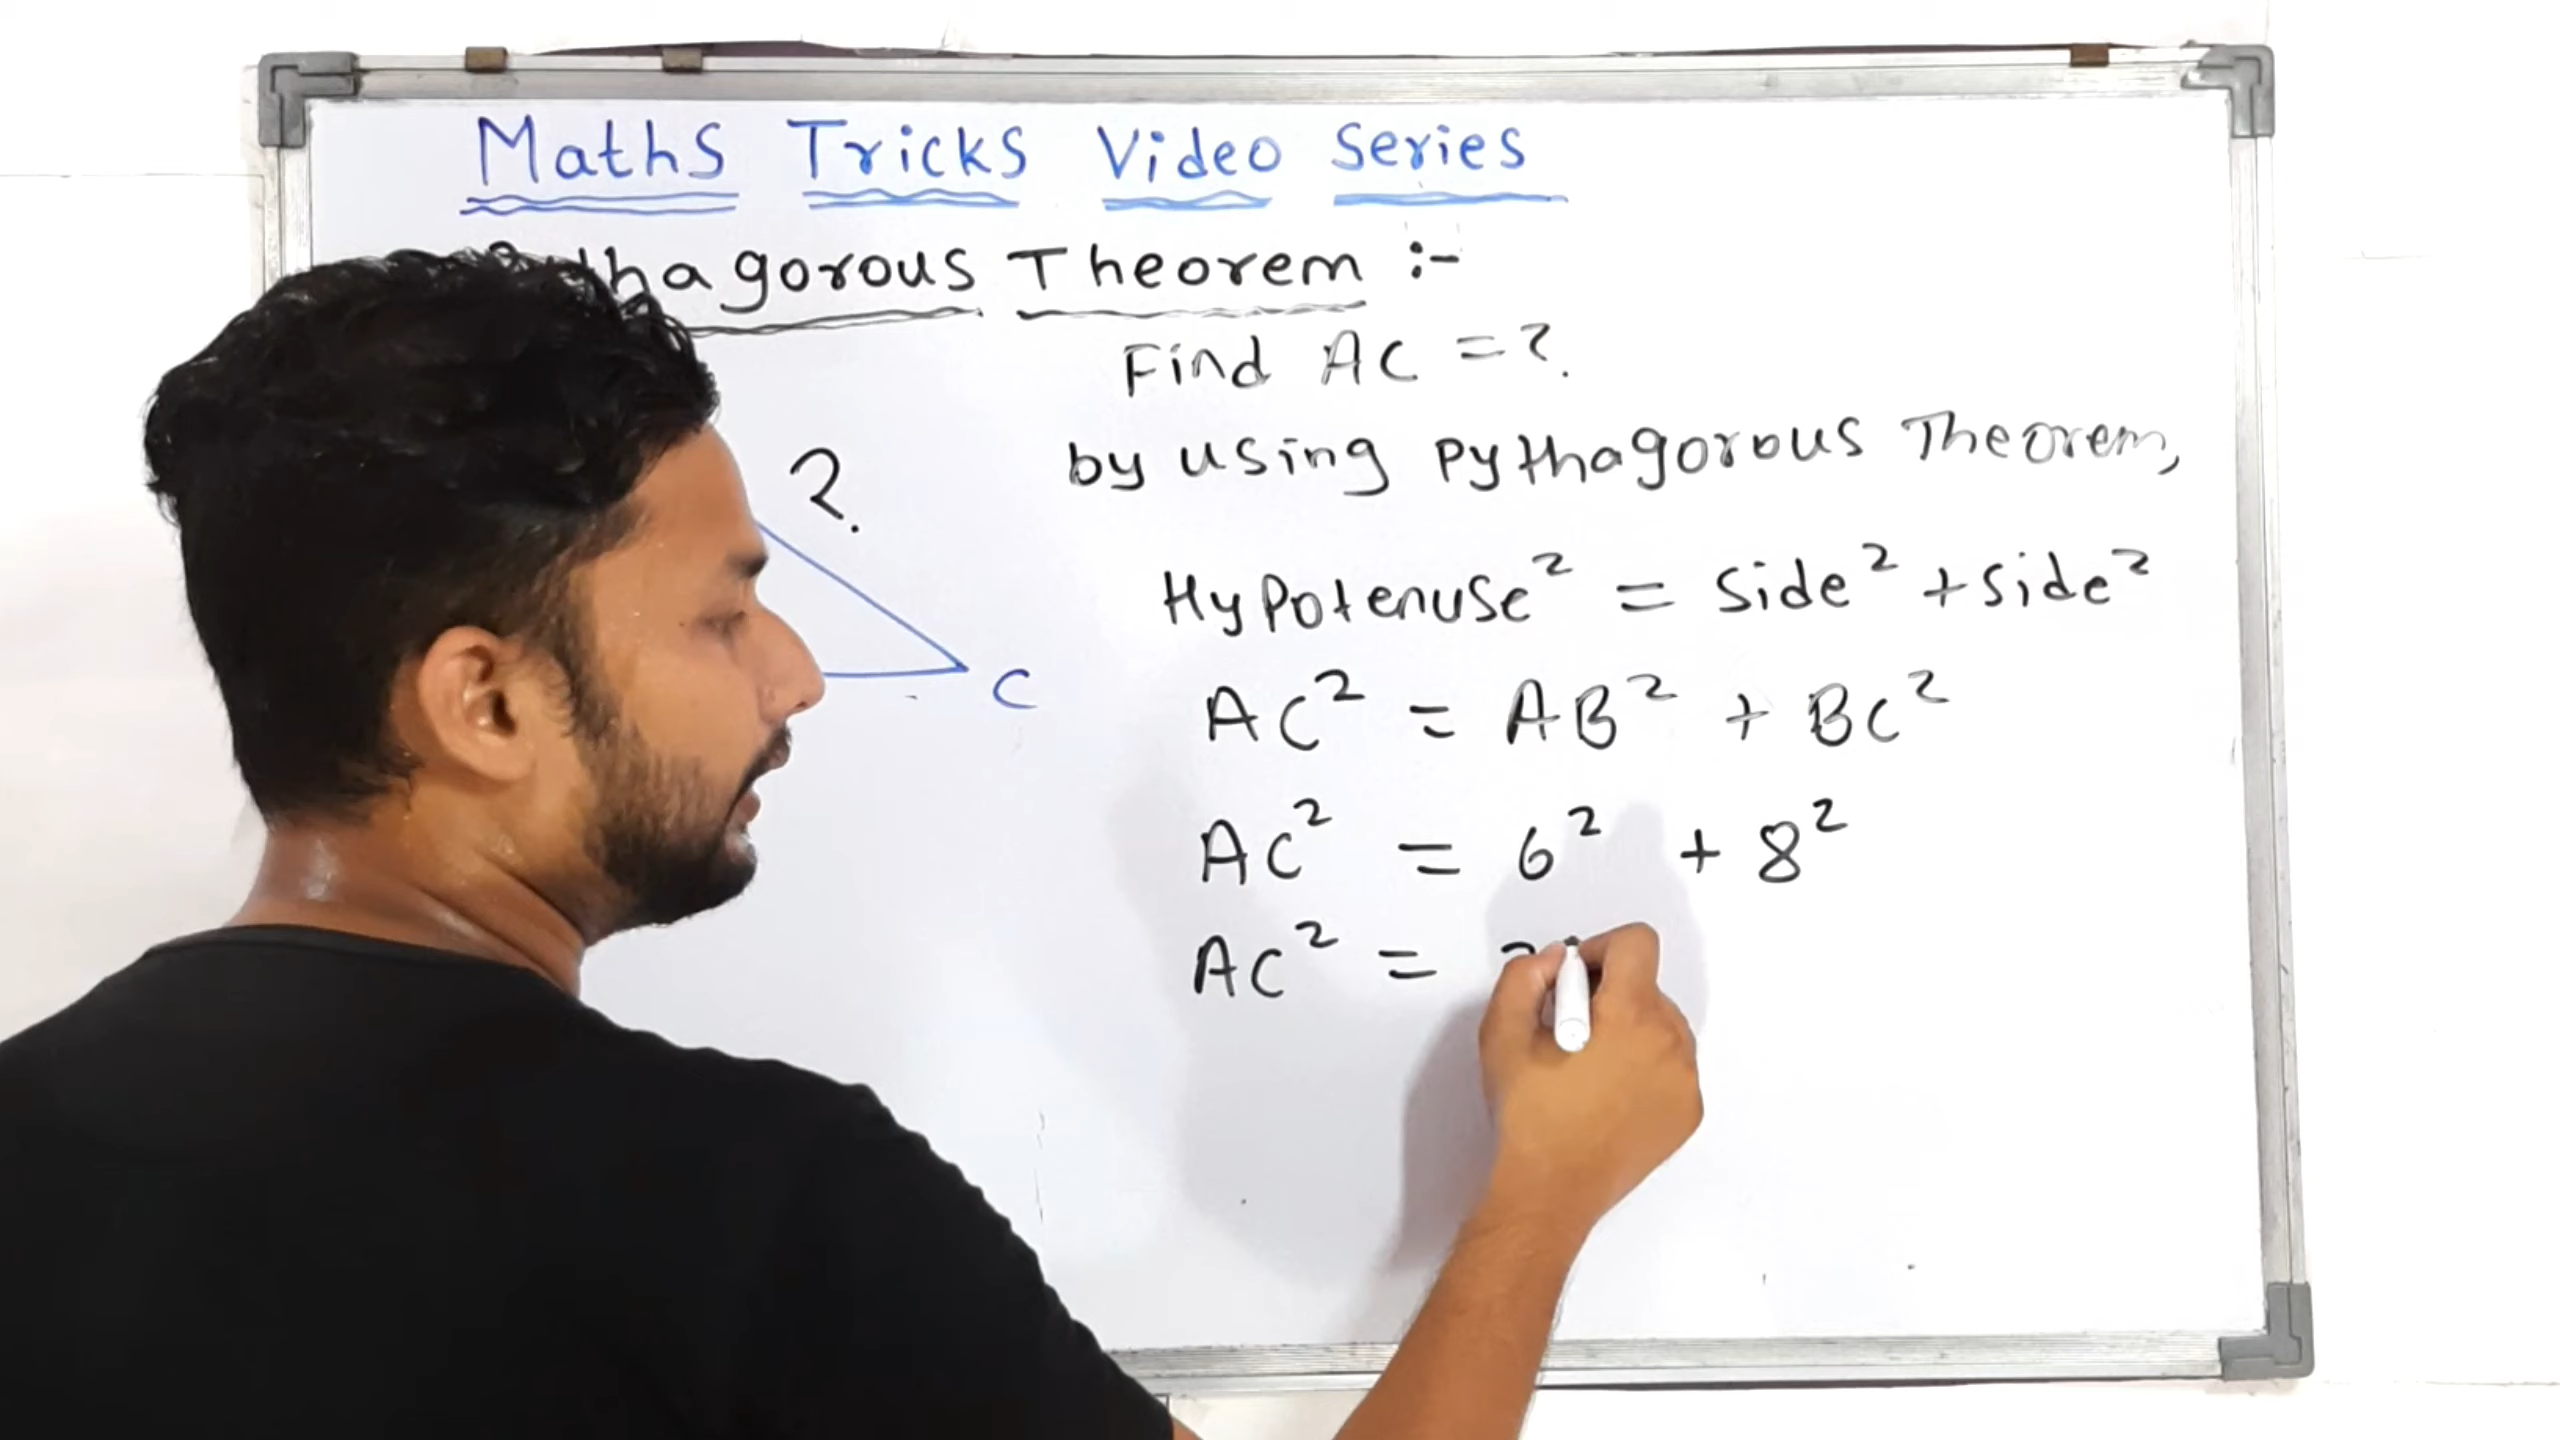 Maths Tricks Video Series
Theorem :-
Find AC = ?
by using Pythagorous Theorem,
?
Hypotenuse² = Side² + Side²
C
AC² = AB² + BC²
AC² = 6² + 8²
AC² =